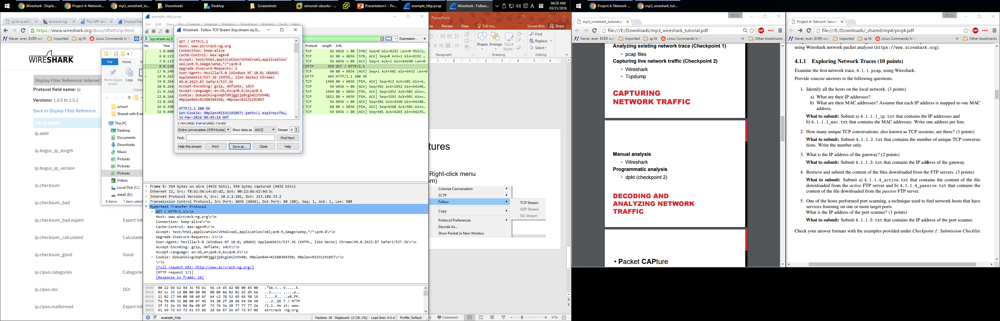 Wireshark - Displa...
Project 4: Network...
mp3_wireshark_tu...
Downloads
Desktop
Screenshots
simonsk-ubuntu - ...
Presentation1 - Po...
example_http.pcap
Wireshark · Follow...
04:26 AM
03/31/2016
Project 4: Network ...
mp3_wireshark_tut...
sp16-ece422
Aircrack-ng
The NPF driv
DisplayFilter
https://www.wireshark.org/docs/dfref/i/ip.html
Never, ever, EVER wa
Imported
sp16
Linux Commands In S
WIRESHARK
Display Filter Reference: Internet
Protocol field name: ip
Versions: 1.0.0 to 2.0.2
Back to Display Filter Reference
FIELD NAME
ip.addr
ip.bogus_ip_length
ip.bogus_ip_version
ip.checksum
ip.checksum_bad
ip.checksum_bad.expert Expert Info
ip.checksum_calculated Calculated
ip.checksum_good Good
ip.cipso.categories Categories
ip.cipso.doi DOI
ip.cipso.malformed Expert Info
File Home Sh
Pin to Quick access
Copy
Pas
Clipbo
school
Shared with Ever
This PC
Desktop
Documents
Downloads
Music
Pictures
Pictures
Pictures
Videos
Local Disk (C:)
data0 (D:)
8 items 1 item select
example_http.pcap
File Edit View Go Capture Analyze Statistics Telephony Wireless Tools Help
tcp.stream eq 0
Expression...
No. Time Protocol Length Info
1 0.000 TCP 66 6036 → 80 [SYN] Seq=0 Win=8192 Len=0 MSS=1...
6 0.133 TCP 62 80 → 6036 [SYN, ACK] Seq=0 Ack=1 Win=8192 ...
7 0.133 TCP 54 6036 → 80 [ACK] Seq=1 Ack=1 Win=64240 Len=0
8 0.134 HTTP 554 GET / HTTP/1.1
17 0.248 TCP 60 80 → 6036 [ACK] Seq=1 Ack=501 Win=6432 Len=0
18 0.263 HTTP 465 HTTP/1.1 200 OK
19 0.264 TCP 1494 80 → 6036 [PSH, ACK] Seq=412 Ack=501 Win=6...
20 0.264 TCP 54 6036 → 80 [ACK] Seq=501 Ack=1852 Win=64240...
21 0.264 TCP 1494 80 → 6036 [PSH, ACK] Seq=1852 Ack=501 Win=...
22 0.264 TCP 1022 80 → 6036 [PSH, ACK] Seq=3292 Ack=501 Win=...
23 0.264 TCP 54 6036 → 80 [ACK] Seq=501 Ack=4260 Win=64240...
26 0.390 TCP 60 80 → 6036 [PSH, ACK] Seq=4260 Ack=501 Win=...
32 0.440 TCP 54 6036 → 80 [ACK] Seq=501 Ack=4265 Win=64235...
Wireshark · Follow TCP Stream (tcp.stream eq 0)...
GET / HTTP/1.1
Host: www.aircrack-ng.org
Connection: keep-alive
Cache-Control: max-age=0
Accept: text/html,application/xhtml+xml,application/
xml;q=0.9,image/webp,*/*;q=0.8
Upgrade-Insecure-Requests: 1
User-Agent: Mozilla/5.0 (Windows NT 10.0; WOW64)
AppleWebKit/537.36 (KHTML, like Gecko) Chrome/
49.0.2623.87 Safari/537.36
Accept-Encoding: gzip, deflate, sdch
Accept-Language: en-US,en;q=0.8,ko;q=0.6
Cookie: DokuWiki=gvbq97d9jgg1jp8cgim1ithh40;
90planBAK=R1580384350; 90plan=R1531191057
HTTP/1.1 200 OK
Set-Cookie: 90plan=R1531191057; path=/; expires=Thu,
31-Mar-2016 09:45:14 GMT
1 client pkt(s), 5 server pkt(s), 1 turn(s).
Entire conversation (4764 bytes) Show data as ASCII Stream 0
Find: Find Next
Hide this stream Print Save as... Close Help
Frame 8: 554 bytes on wire (4432 bits), 554 bytes captured (4432 bits)
Ethernet II, Src: f8:b1:56:c4:d3:d2, Dst: 00:22:6b:62:9d:3c
Internet Protocol Version 4, Src: 10.2.2.101, Dst: 213.186.33.2
Transmission Control Protocol, Src Port: 6036 (6036), Dst Port: 80 (80), Seq: 1, Ack: 1, Len: 500
Hypertext Transfer Protocol
GET / HTTP/1.1\r\n
Host: www.aircrack-ng.org\r\n
Connection: keep-alive\r\n
Cache-Control: max-age=0\r\n
Accept: text/html,application/xhtml+xml,application/xml;q=0.9,image/webp,*/*;q=0.8\r\n
Upgrade-Insecure-Requests: 1\r\n
User-Agent: Mozilla/5.0 (Windows NT 10.0; WOW64) AppleWebKit/537.36 (KHTML, like Gecko) Chrome/49.0.2623.87 Safari/537.36\r\n
Accept-Encoding: gzip, deflate, sdch\r\n
Accept-Language: en-US,en;q=0.8,ko;q=0.6\r\n
Cookie: DokuWiki=gvbq97d9jgg1jp8cgim1ithh40; 90planBAK=R1580384350; 90plan=R1531191057\r\n
\r\n
[Full request URI: http://www.aircrack-ng.org/]
[HTTP request 1/1]
[Response in frame: 18]
0000 00 22 6b 62 9d 3c f8 b1 56 c4 d3 d2 08 00 45 00 ."kb.<.. V.....E.
0010 02 1c 33 1d 00 00 80 06 00 00 0a 02 02 65 d5 ba ..3..... .....e..
0020 21 02 17 94 00 50 dd bf b4 c2 78 52 d5 66 50 18 !....P.. ..xR.fP.
0030 fa f0 05 32 00 00 47 45 54 20 2f 20 48 54 54 50 ...2..GE T / HTTP
0040 2f 31 2e 31 0d 0a 48 6f 73 74 3a 20 77 77 77 2e /1.1..Ho st: www.
0050 61 69 72 63 72 61 63 6b 2d 6e 67 2e 6f 72 67 0d aircrack -ng.org.
example_http
Packets: 36 · Displayed: 13 (36.1%) · Load time: 0:0.6
Profile: Default
- PowerPoint
Review View Tell me... Simon Kim Share
Shapes Arrange Quick Styles
Find
Replace
Select
Paragraph Drawing Editing
tures
Right-click menu
m)
Colorize Conversation
SCTP
Follow
Copy
Protocol Preferences
Decode As...
Show Packet in New Window
TCP Stream
UDP Stream
SSL Stream
Comments
57%
Simon
mp3_wireshark_tutorial.pd
file:///E:/Downloads/mp3_wireshark_tutorial.pdf
Never, ever, EVER wa
Imported
sp16
Linux Commands In S
Other bookmarks
Analyzing existing network trace (Checkpoint 1)
• pcap files
Capturing live network traffic (Checkpoint 2)
• Wireshark
• Tcpdump
CAPTURING
NETWORK TRAFFIC
Manual analysis
• Wireshark
Programmatic analysis
• dpkt (checkpoint 2)
DECODING AND
ANALYZING NETWORK
TRAFFIC
• Packet CAPture
Simon
Project 4: Network Securit
file:///E:/Downloads/_shared/mp4/proj4.pdf
Never, ever, EVER wa
Imported
sp16
Linux Commands In S
Other bookmarks
using Wireshark network packet analyzer (https://www.wireshark.org).
4.1.1 Exploring Network Traces (10 points)
Examine the first network trace, 4.1.1.pcap, using Wireshark.
Provide concise answers to the following questions.
1. Identify all the hosts on the local network. (3 points)
a) What are their IP addresses?
b) What are their MAC addresses? Assume that each IP address is mapped to one MAC
address.
What to submit: Submit a) 4.1.1.1_ip.txt that contains the IP addresses and
b) 4.1.1.1_mac.txt that contains the MAC addresses. Write one address per line.
2. How many unique TCP conversations, also known as TCP sessions, are there? (1 points)
What to submit: Submit 4.1.1.2.txt that contains the number of unique TCP conversa-
tions. Write the number only.
3. What is the IP address of the gateway? (2 points)
What to submit: Submit 4.1.1.3.txt that contains the IP address of the gateway.
4. Retrieve and submit the content of the files downloaded from the FTP servers. (3 points)
What to submit: Submit a) 4.1.1.4_active.txt that contains the content of the file
downloaded from the active FTP server and b) 4.1.1.4_passive.txt that contains the
content of the file downloaded from the passive FTP server.
5. One of the hosts performed port scanning, a technique used to find network hosts that have
services listening on one or more target ports.
What is the IP address of the port scanner? (1 points)
What to submit: Submit 4.1.1.5.txt that contains the IP address of the port scanner.
Check your answer formats with the examples provided under Checkpoint 1: Submission Checklist.